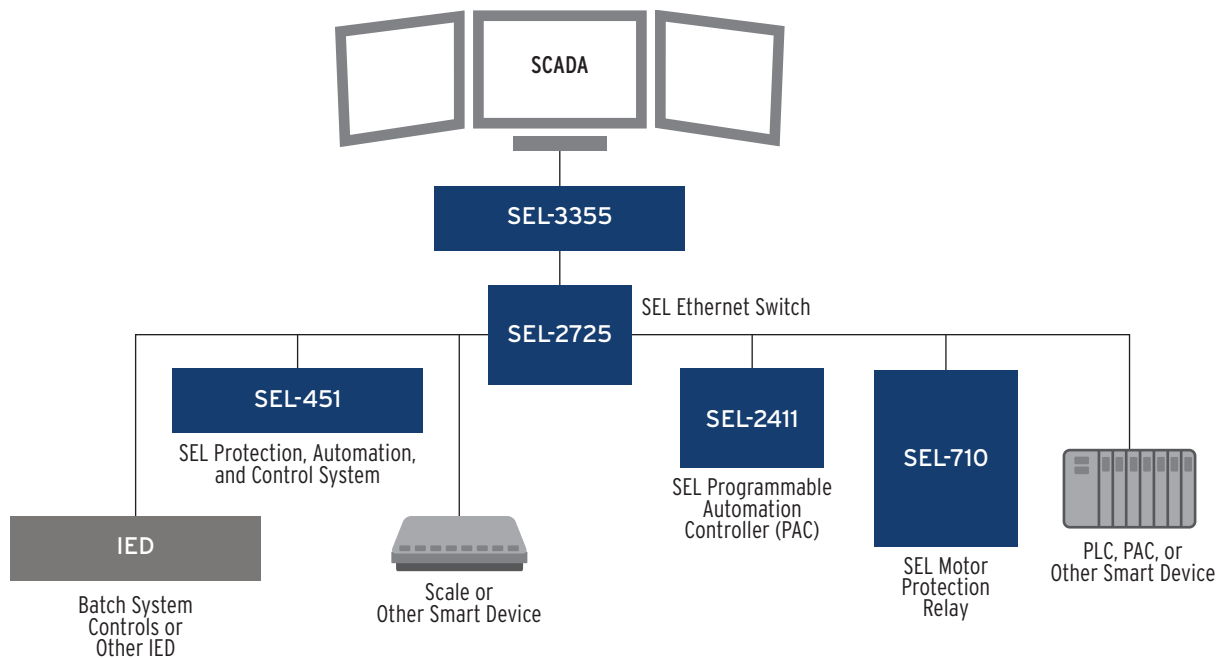 SCADA
SEL-3355
SEL-2725
SEL Ethernet Switch
SEL-451
SEL Protection, Automation,
and Control System
SEL-2411
SEL Programmable
Automation
Controller (PAC)
SEL-710
SEL Motor
Protection
Relay
IED
Batch System
Controls or
Other IED
Scale or
Other Smart Device
PLC, PAC, or
Other Smart Device